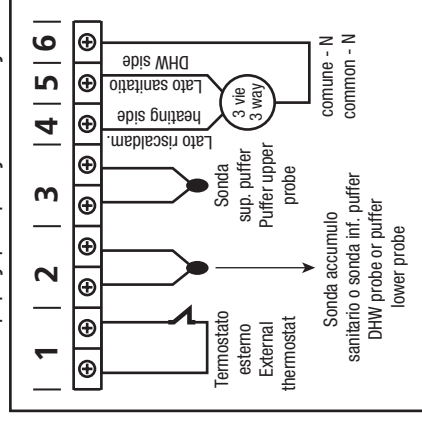 1 2 3 4 5 6
Termostato
esterno
External
thermostat
Sonda accumulo
sanitario o sonda inf. puffer
DHW probe or puffer
lower probe
Sonda
sup. puffer
Puffer upper
probe
Lato riscaldam.
heating side
Lato sanitatio
DHW side
3 vie
3 way
comune - N
common - N